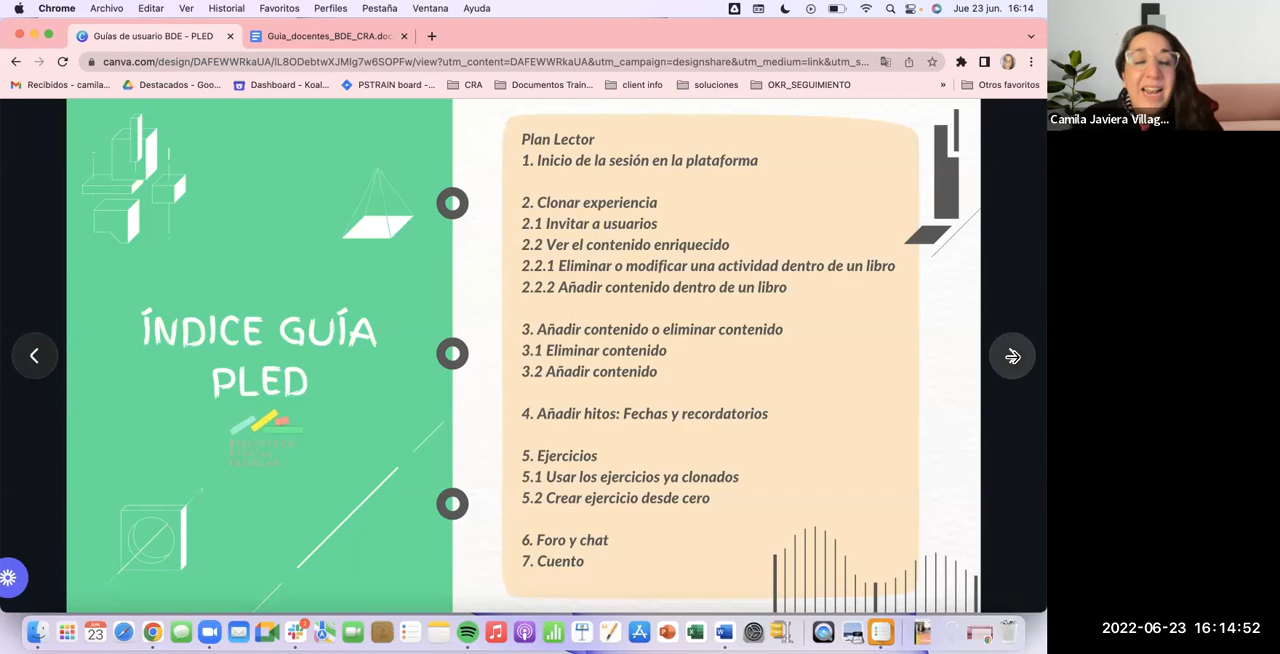 Chrome Archivo Editar Ver Historial Favoritos Perfiles Pestaña Ventana Ayuda Jue 23 jun. 16:14
Guías de usuario BDE - PLED
Guia_docentes_BDE_CRA.doc
canva.com/design/DAFEWWRkaUA/lL8ODebtwXJMlg7w6SOPFw/view?utm_content=DAFEWWRkaUA&utm_campaign=designshare&utm_medium=link&utm_s...
Recibidos - camila... Destacados - Goo... Dashboard - Koal... PSTRAIN board -... CRA Documentos Train... client info soluciones OKR_SEGUIMIENTO » Otros favoritos
Camila Javiera Villag...
ÍNDICE GUÍA
PLED
Plan Lector
1. Inicio de la sesión en la plataforma
2. Clonar experiencia
2.1 Invitar a usuarios
2.2 Ver el contenido enriquecido
2.2.1 Eliminar o modificar una actividad dentro de un libro
2.2.2 Añadir contenido dentro de un libro
3. Añadir contenido o eliminar contenido
3.1 Eliminar contenido
3.2 Añadir contenido
4. Añadir hitos: Fechas y recordatorios
5. Ejercicios
5.1 Usar los ejercicios ya clonados
5.2 Crear ejercicio desde cero
6. Foro y chat
7. Cuento
JUN
23
2
2022-06-23 16:14:52